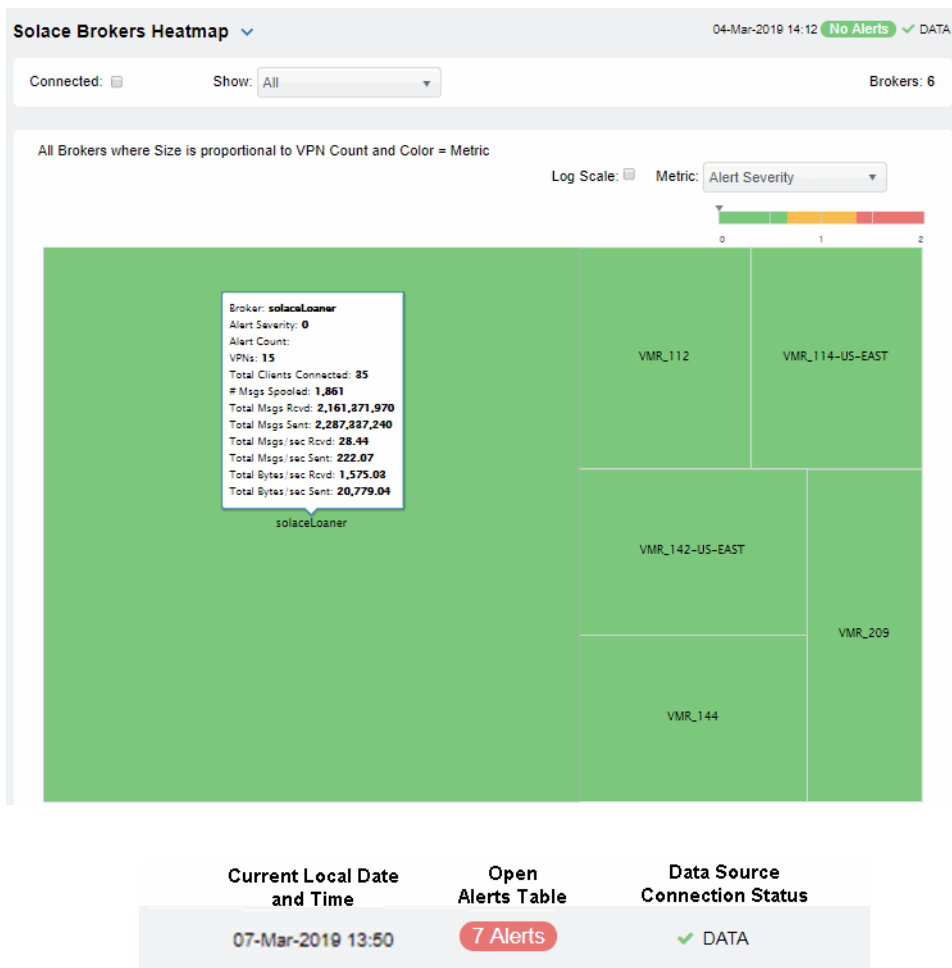 Solace Brokers Heatmap
04-Mar-2019 14:12 No Alerts DATA
Connected: Show: All Brokers: 6
All Brokers where Size is proportional to VPN Count and Color = Metric
Log Scale: Metric: Alert Severity
0 1 2
Broker: solaceLoaner
Alert Severity: 0
Alert Count:
VPNs: 15
Total Clients Connected: 35
# Msgs Spooled: 1,861
Total Msgs Rcvd: 2,161,371,970
Total Msgs Sent: 2,287,337,240
Total Msgs/sec Rcvd: 28.44
Total Msgs/sec Sent: 222.07
Total Bytes/sec Rcvd: 1,575.03
Total Bytes/sec Sent: 20,779.04
solaceLoaner
VMR_112
VMR_114-US-EAST
VMR_142-US-EAST
VMR_209
VMR_144
Current Local Date
and Time
Open
Alerts Table
Data Source
Connection Status
07-Mar-2019 13:50
7 Alerts
DATA